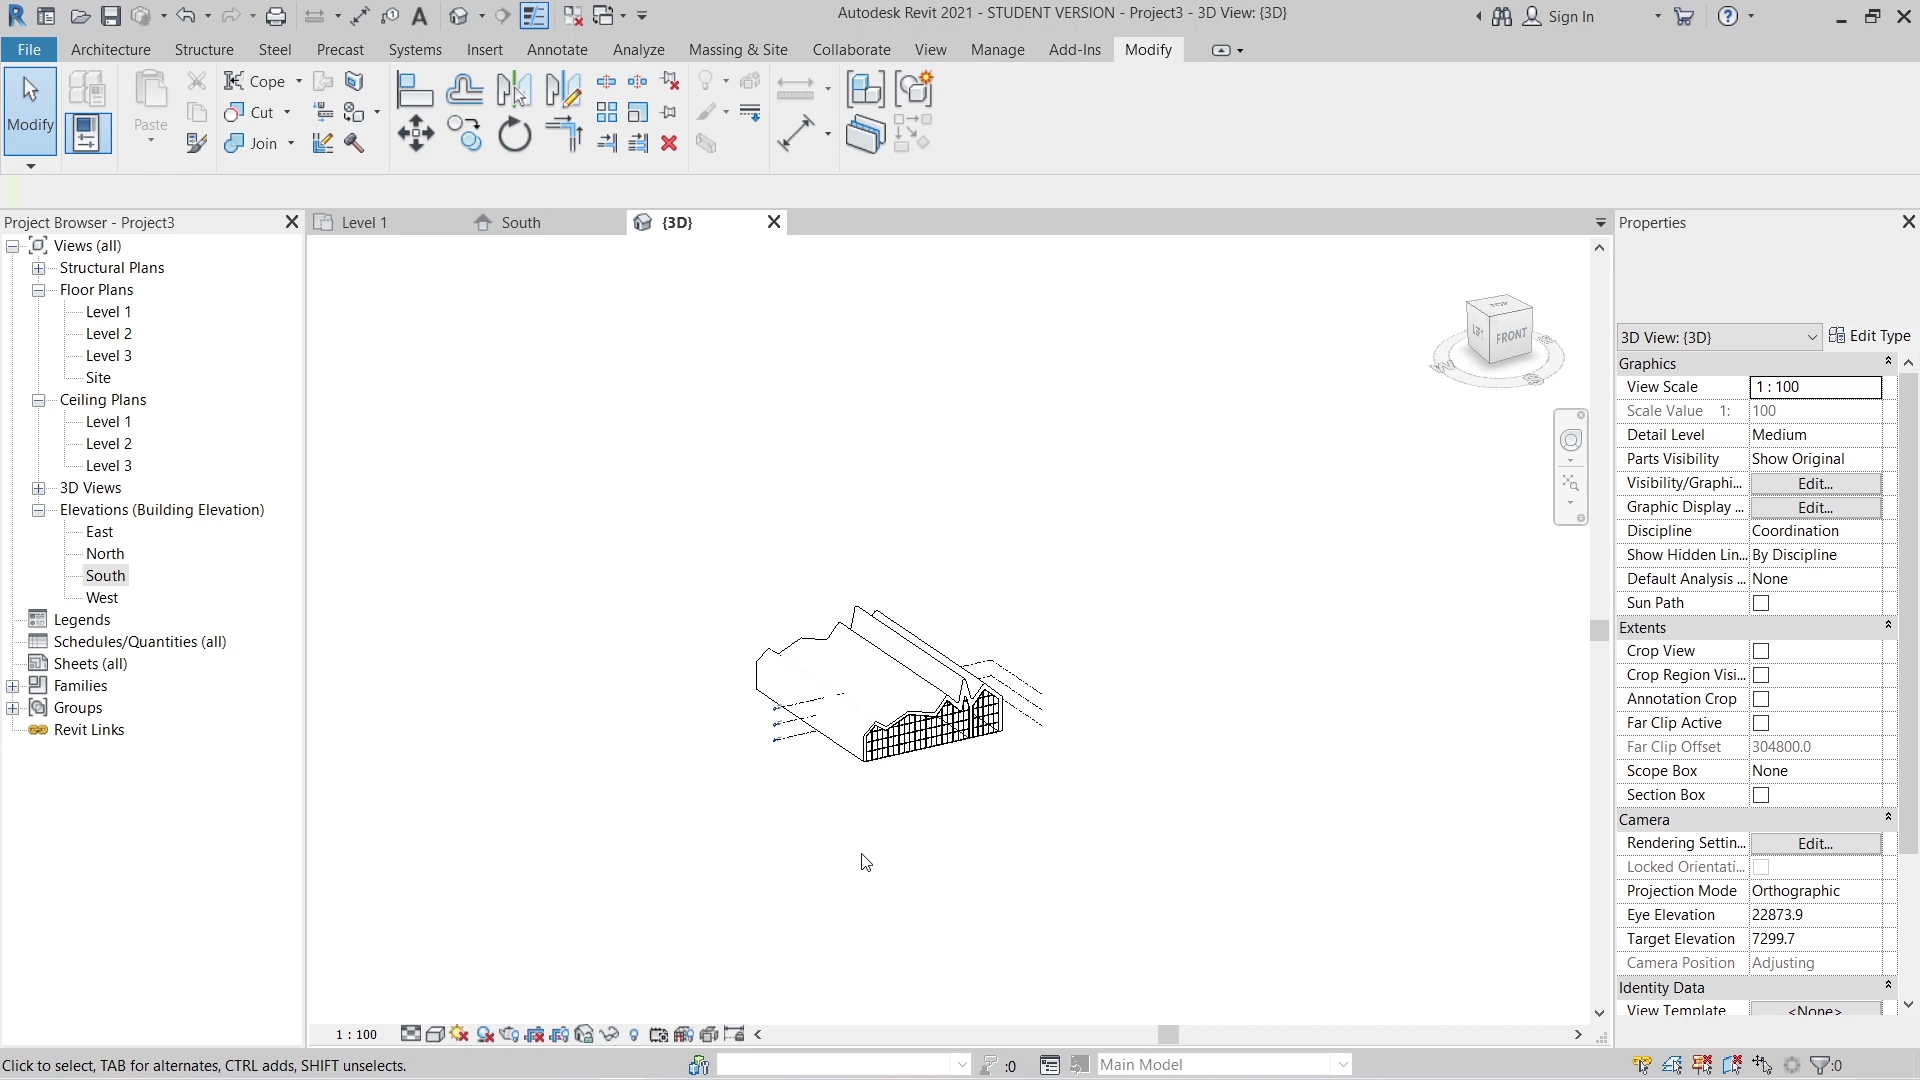 Autodesk Revit 2021 - STUDENT VERSION - Project3 - 3D View: {3D}
Sign In
File Architecture Structure Steel Precast Systems Insert Annotate Analyze Massing & Site Collaborate View Manage Add-Ins Modify
Modify
Paste
Cope
Cut
Join
Project Browser - Project3
Level 1
South
{3D}
Properties
Views (all)
Structural Plans
Floor Plans
Level 1
Level 2
Level 3
Site
Ceiling Plans
Level 1
Level 2
Level 3
3D Views
Elevations (Building Elevation)
East
North
South
West
Legends
Schedules/Quantities (all)
Sheets (all)
Families
Groups
Revit Links
TOP
FRONT
3D View: {3D}
Edit Type
Graphics
View Scale 1 : 100
Scale Value 1: 100
Detail Level Medium
Parts Visibility Show Original
Visibility/Graphi... Edit...
Graphic Display ... Edit...
Discipline Coordination
Show Hidden Lin... By Discipline
Default Analysis ... None
Sun Path
Extents
Crop View
Crop Region Visi...
Annotation Crop
Far Clip Active
Far Clip Offset 304800.0
Scope Box None
Section Box
Camera
Rendering Settin... Edit...
Locked Orientati...
Projection Mode Orthographic
Eye Elevation 22873.9
Target Elevation 7299.7
Camera Position Adjusting
Identity Data
View Template <None>
1 : 100
Click to select, TAB for alternates, CTRL adds, SHIFT unselects.
:0
Main Model
:0